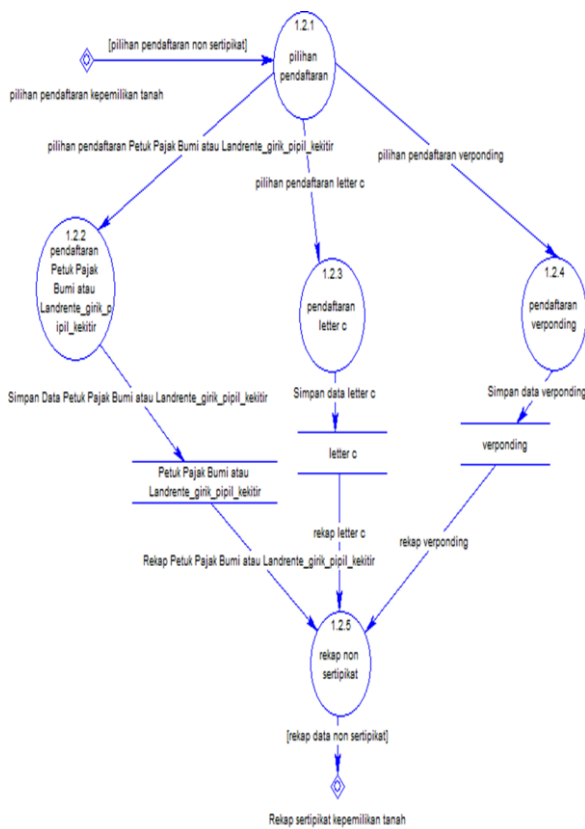 1.2.1
pilihan
pendaftaran
[pilihan pendaftaran non sertipikat]
pilihan pendaftaran kepemilikan tanah
pilihan pendaftaran Petuk Pajak Bumi atau Landrente_girik_pipil_kekitir
pilihan pendaftaran verponding
pilihan pendaftaran letter c
1.2.2
pendaftaran
Petuk Pajak
Bumi atau
Landrente_girik_p
ipil_kekitir
1.2.3
pendaftaran
letter c
1.2.4
pendaftaran
verponding
Simpan Data Petuk Pajak Bumi atau Landrente_girik_pipil_kekitir
Simpan data letter c
Simpan data verponding
Petuk Pajak Bumi atau
Landrente_girik_pipil_kekitir
letter c
verponding
rekap letter c
rekap verponding
Rekap Petuk Pajak Bumi atau Landrente_girik_pipil_kekitir
1.2.5
rekap non
sertipikat
[rekap data non sertipikat]
Rekap sertipikat kepemilikan tanah